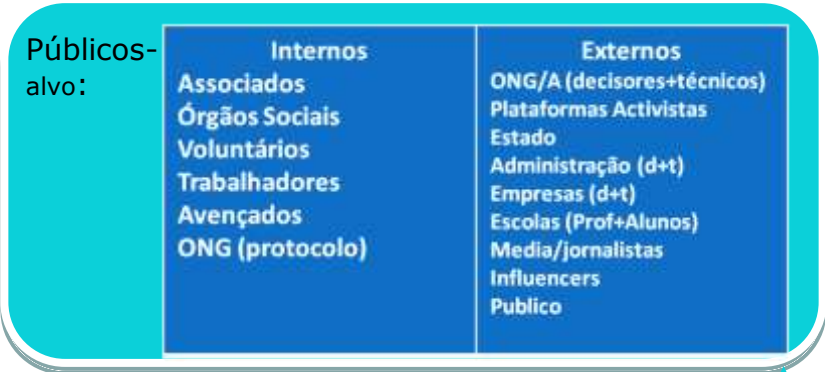 Públicos-
alvo:
Internos
Associados
Órgãos Sociais
Voluntários
Trabalhadores
Avençados
ONG (protocolo)
Externos
ONG/A (decisores+técnicos)
Plataformas Activistas
Estado
Administração (d+t)
Empresas (d+t)
Escolas (Prof+Alunos)
Media/jornalistas
Influencers
Publico